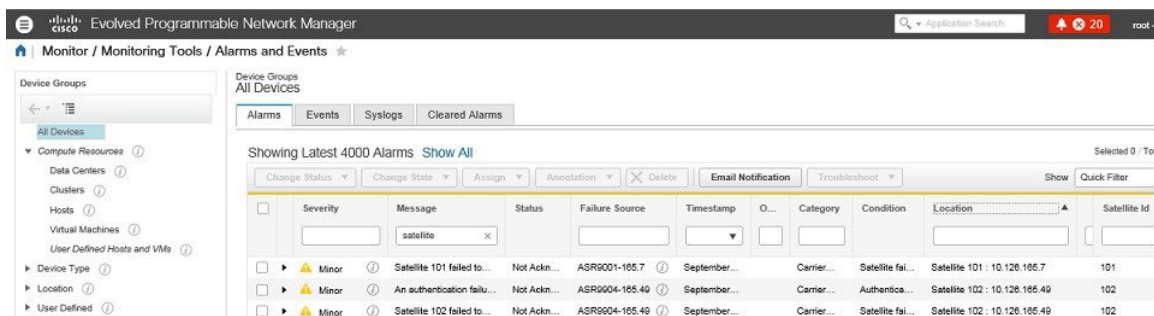 cisco Evolved Programmable Network Manager Application Search 20 root-
Monitor / Monitoring Tools / Alarms and Events
Device Groups
All Devices
Compute Resources
Data Centers
Clusters
Hosts
Virtual Machines
User Defined Hosts and VMs
Device Type
Location
User Defined
Device Groups
All Devices
Alarms Events Syslogs Cleared Alarms
Showing Latest 4000 Alarms Show All Selected 0 / To
Change Status Change State Assign Annotation Delete Email Notification Troubleshoot Show Quick Filter
Severity Message Status Failure Source Timestamp O... Category Condition Location Satellite Id
satellite
Minor Satellite 101 failed to... Not Ackn... ASR9001-165.7 September... Carrier... Satellite fai... Satellite 101 : 10.126.165.7 101
Minor An authentication failu... Not Ackn... ASR9904-165.49 September... Carrier... Authentica... Satellite 102 : 10.126.165.49 102
Minor Satellite 102 failed to... Not Ackn... ASR9904-165.49 September... Carrier... Satellite fai... Satellite 102 : 10.126.165.49 102